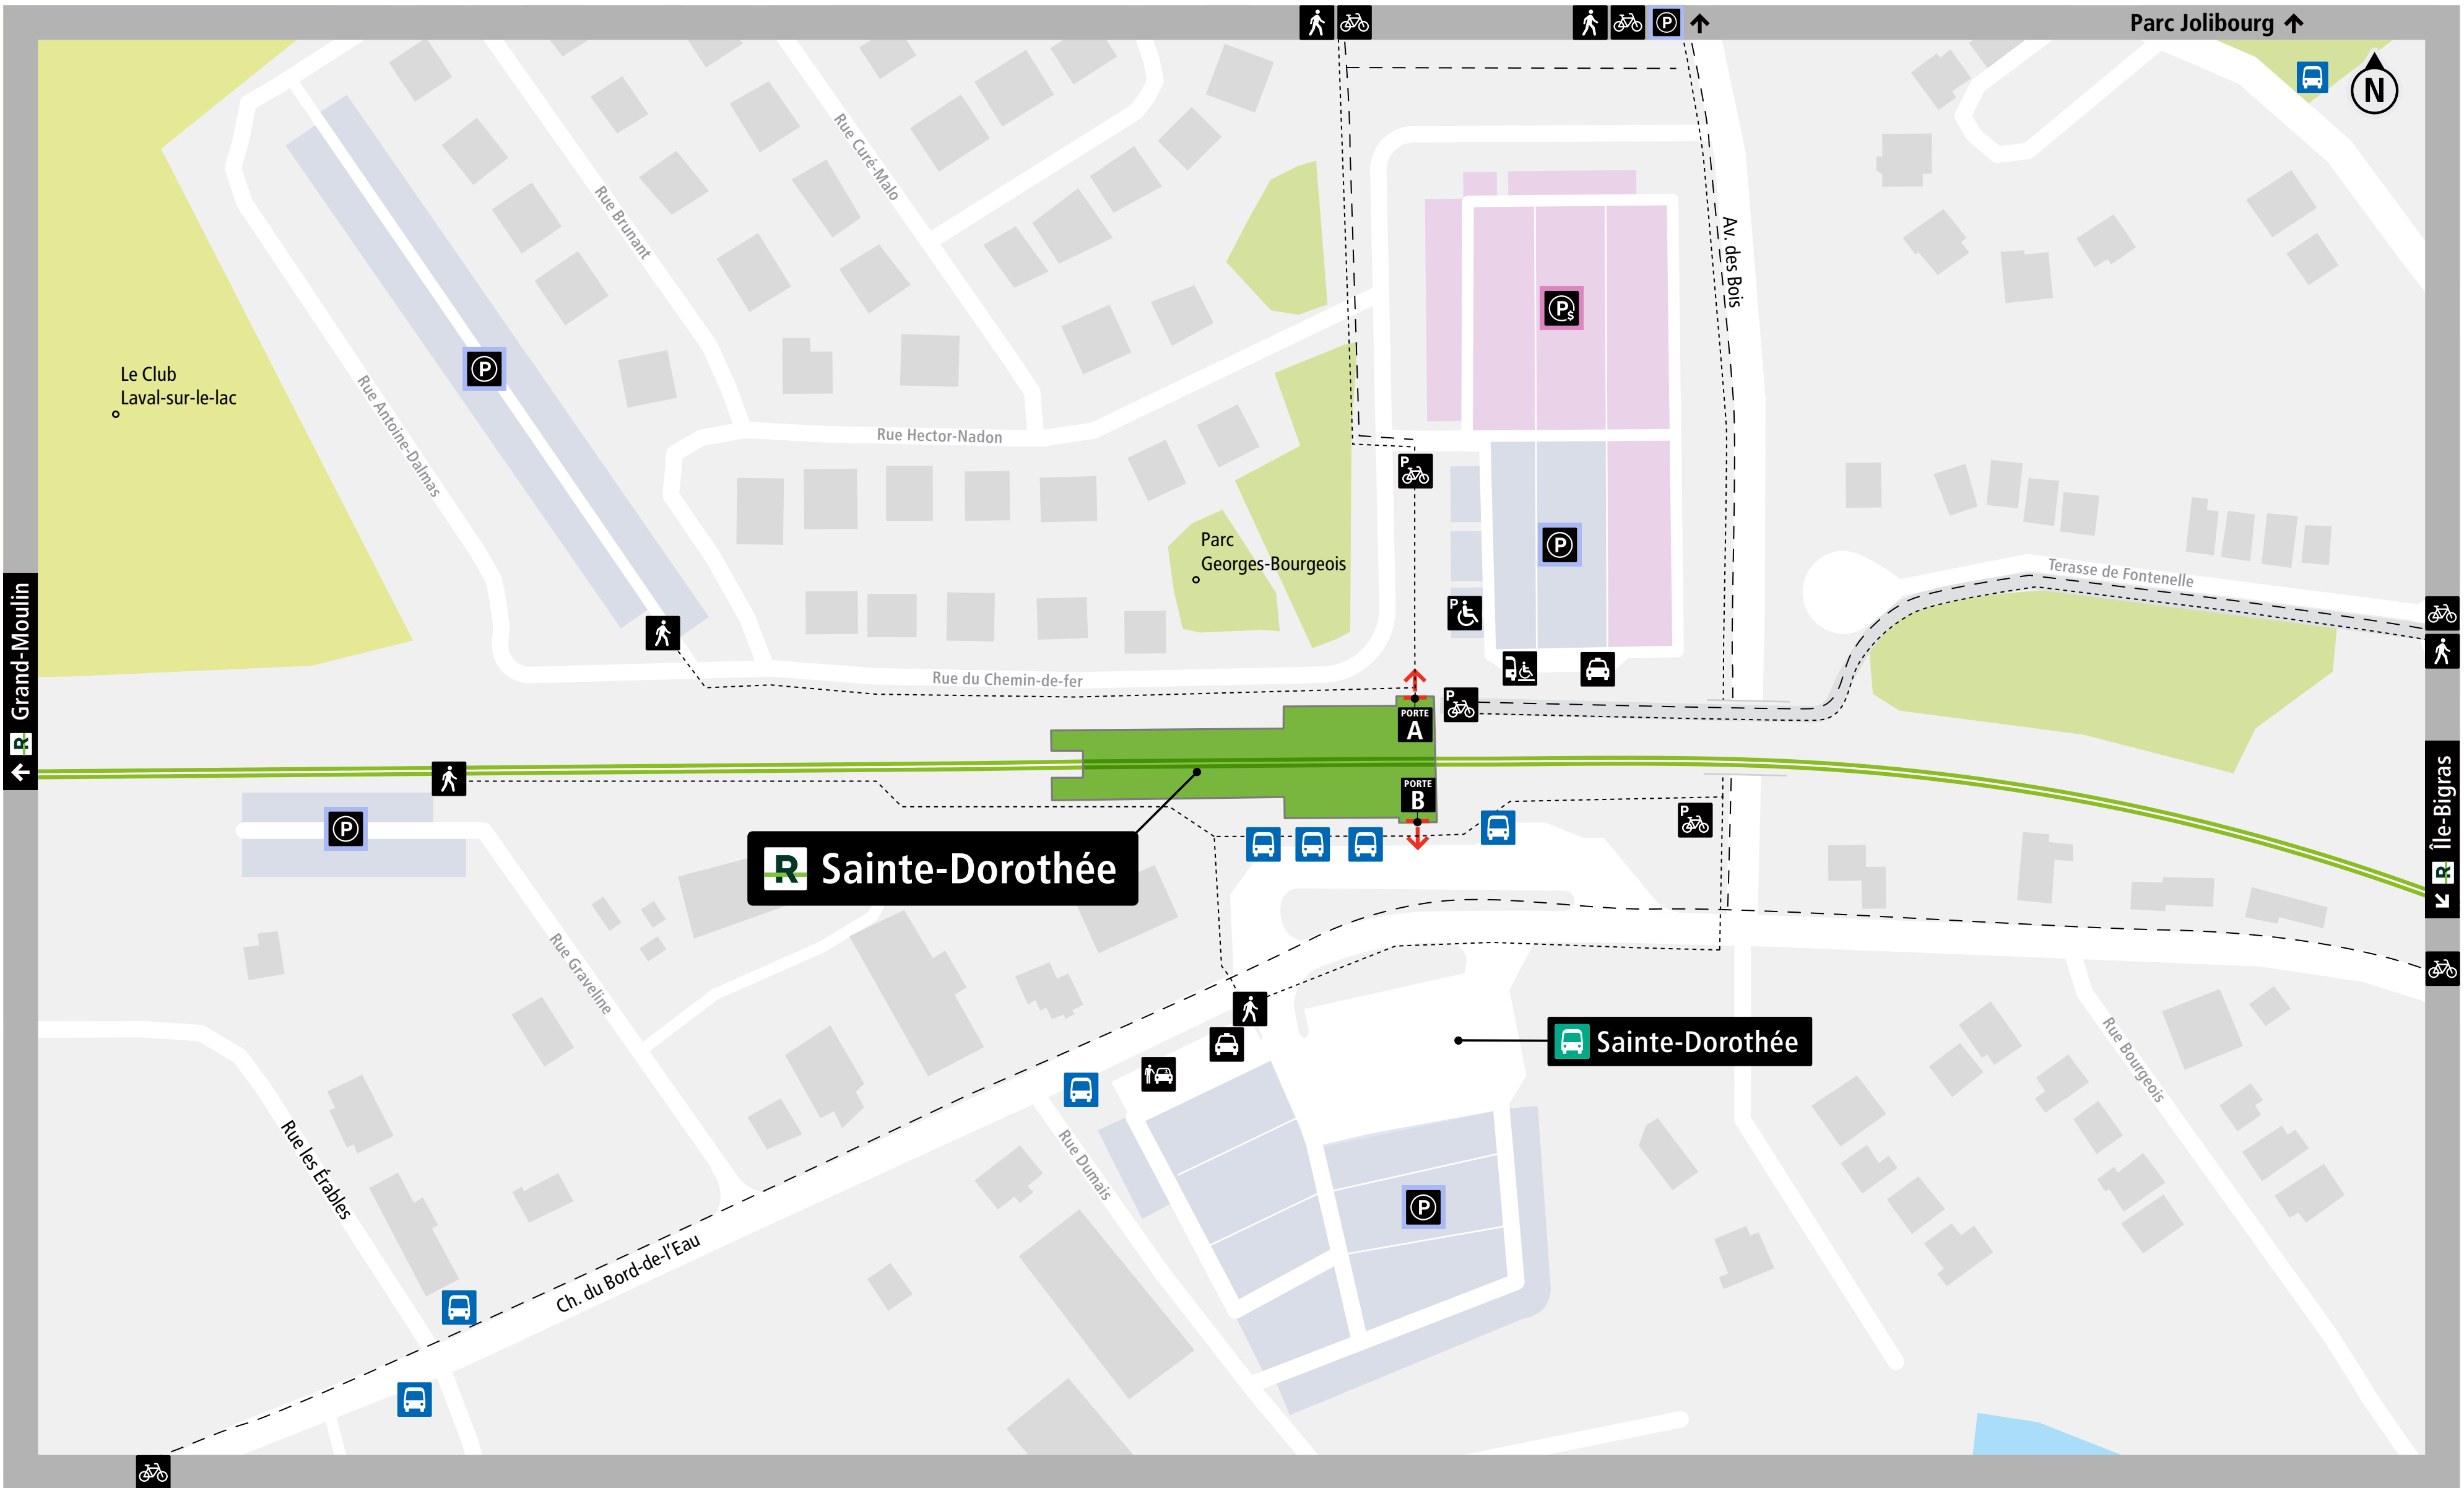 P
Parc Jolibourg
N
Rue Curé-Malo
Rue Brunant
Av. des Bois
P$
P
Le Club
Laval-sur-le-lac
Rue Antoine-Dalmas
Rue Hector-Nadon
P
P
Parc
Georges-Bourgeois
P
Terasse de Fontenelle
Grand-Moulin
R
Rue du Chemin-de-fer
P
PORTE
A
PORTE
B
P
P
Île-Bigras
R
R Sainte-Dorothée
Rue Graveline
Sainte-Dorothée
Rue Bourgeois
Rue les Érables
Rue Dumais
P
Ch. du Bord-de-l'Eau